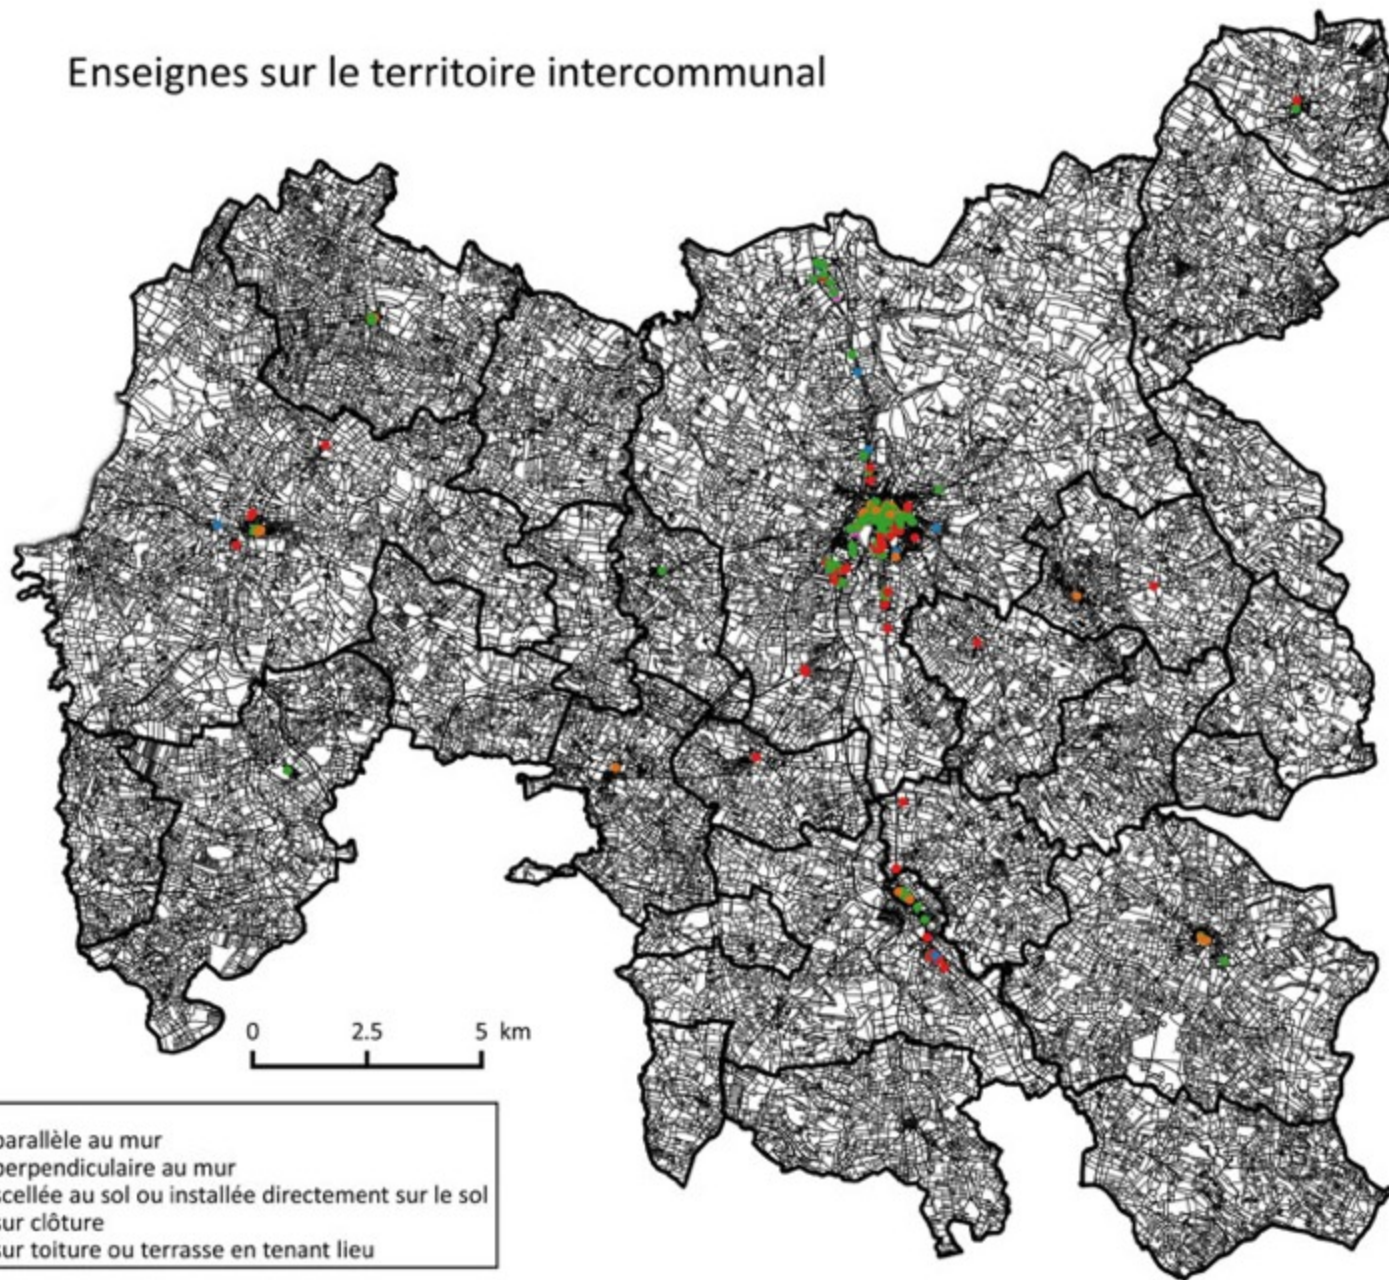 Enseignes sur le territoire intercommunal
0 2.5 5 km
parallèle au mur
perpendiculaire au mur
scellée au sol ou installée directement sur le sol
sur clôture
sur toiture ou terrasse en tenant lieu